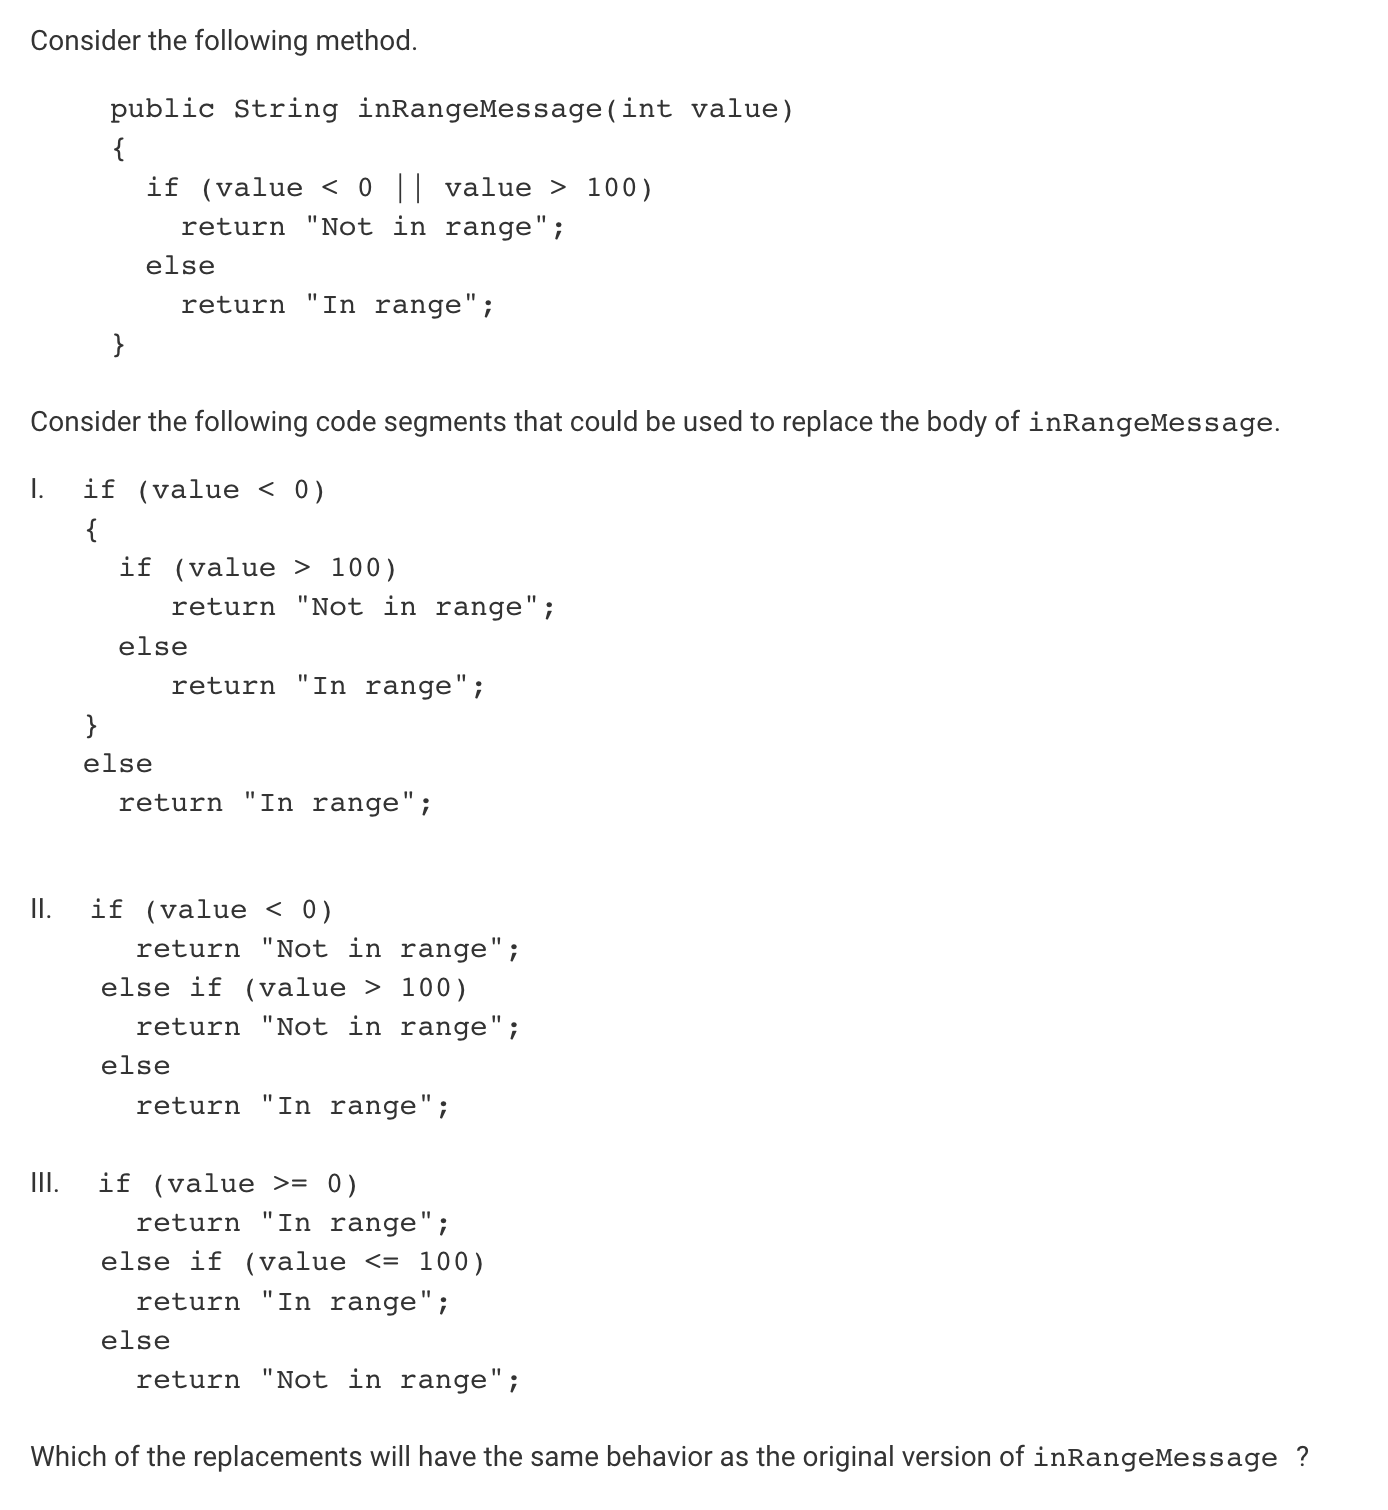 Consider the following method.
public String inRangeMessage(int value)
{
if (value < 0 || value > 100)
return "Not in range";
else
return "In range";
}
Consider the following code segments that could be used to replace the body of inRangeMessage.
I. if (value < 0)
{
if (value > 100)
return "Not in range";
else
return "In range";
}
else
return "In range";
II. if (value < 0)
return "Not in range";
else if (value > 100)
return "Not in range";
else
return "In range";
III. if (value >= 0)
return "In range";
else if (value <= 100)
return "In range";
else
return "Not in range";
Which of the replacements will have the same behavior as the original version of inRangeMessage ?